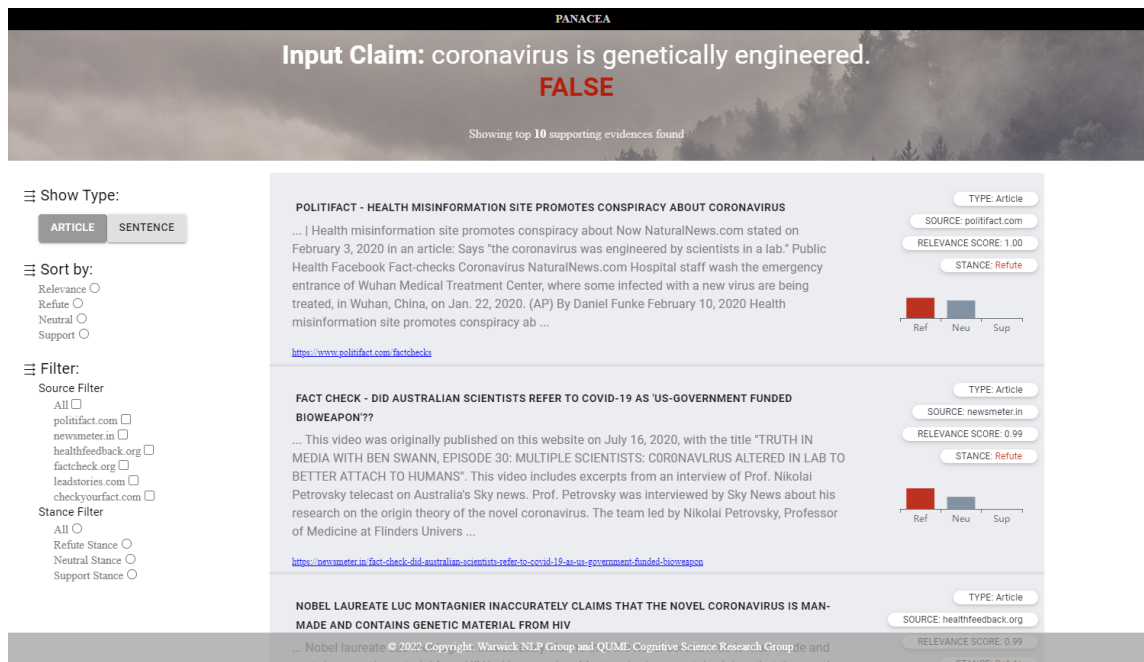 PANACEA
Input Claim: coronavirus is genetically engineered.
FALSE
Showing top 10 supporting evidences found
Show Type:
ARTICLE SENTENCE
Sort by:
Relevance
Refute
Neutral
Support
Filter:
Source Filter
All
politifact.com
newsmeter.in
healthfeedback.org
factcheck.org
leadstories.com
checkyourfact.com
Stance Filter
All
Refute Stance
Neutral Stance
Support Stance
POLITIFACT - HEALTH MISINFORMATION SITE PROMOTES CONSPIRACY ABOUT CORONAVIRUS
... | Health misinformation site promotes conspiracy about Now NaturalNews.com stated on
February 3, 2020 in an article: Says "the coronavirus was engineered by scientists in a lab." Public
Health Facebook Fact-checks Coronavirus NaturalNews.com Hospital staff wash the emergency
entrance of Wuhan Medical Treatment Center, where some infected with a new virus are being
treated, in Wuhan, China, on Jan. 22, 2020. (AP) By Daniel Funke February 10, 2020 Health
misinformation site promotes conspiracy ab ...
https://www.politifact.com/factchecks
TYPE: Article
SOURCE: politifact.com
RELEVANCE SCORE: 1.00
STANCE: Refute
Ref Neu Sup
FACT CHECK - DID AUSTRALIAN SCIENTISTS REFER TO COVID-19 AS 'US-GOVERNMENT FUNDED
BIOWEAPON'??
... This video was originally published on this website on July 16, 2020, with the title "TRUTH IN
MEDIA WITH BEN SWANN, EPISODE 30: MULTIPLE SCIENTISTS: C0R0NAVLRUS ALTERED IN LAB TO
BETTER ATTACH TO HUMANS". This video includes excerpts from an interview of Prof. Nikolai
Petrovsky telecast on Australia's Sky news. Prof. Petrovsky was interviewed by Sky News about his
research on the origin theory of the novel coronavirus. The team led by Nikolai Petrovsky, Professor
of Medicine at Flinders Univers ...
https://newsmeter.in/fact-check-did-australian-scientists-refer-to-covid-19-as-us-government-funded-bioweapon
TYPE: Article
SOURCE: newsmeter.in
RELEVANCE SCORE: 0.99
STANCE: Refute
Ref Neu Sup
NOBEL LAUREATE LUC MONTAGNIER INACCURATELY CLAIMS THAT THE NOVEL CORONAVIRUS IS MAN-
MADE AND CONTAINS GENETIC MATERIAL FROM HIV
... Nobel laureate
TYPE: Article
SOURCE: healthfeedback.org
RELEVANCE SCORE: 0.99
© 2022 Copyright: Warwick NLP Group and QUML Cognitive Science Research Group